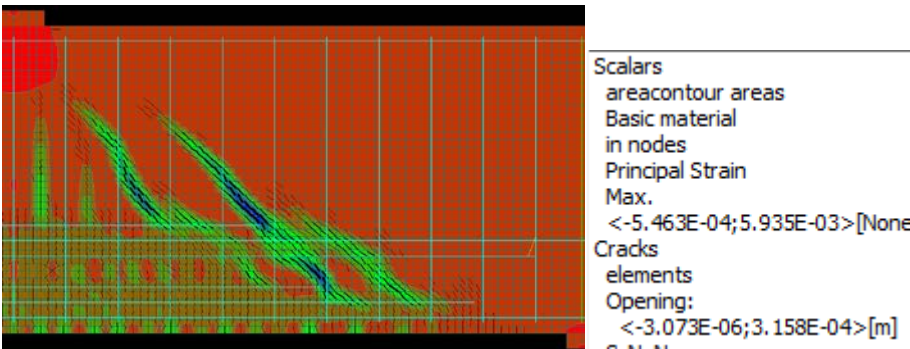 Scalars
areacontour areas
Basic material
in nodes
Principal Strain
Max.
<-5.463E-04;5.935E-03>[None
Cracks
elements
Opening:
<-3.073E-06;3.158E-04>[m]